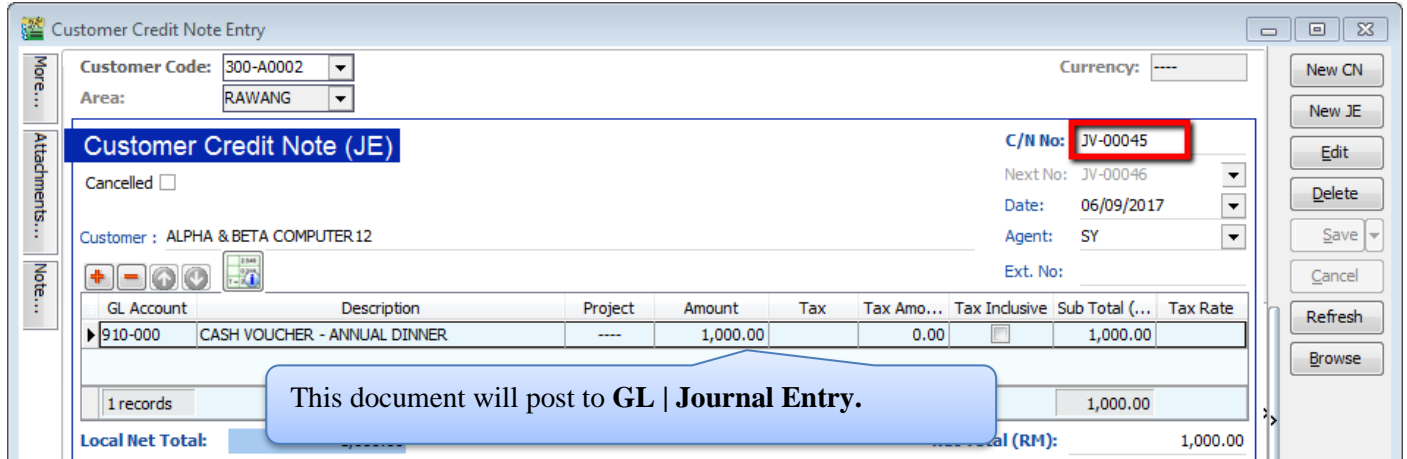 Customer Credit Note Entry
More...
Attachments...
Note...
Customer Code: 300-A0002 Currency: ----
Area: RAWANG
Customer Credit Note (JE)
C/N No: JV-00045
Cancelled Next No: JV-00046
Date: 06/09/2017
Customer : ALPHA & BETA COMPUTER12 Agent: SY
Ext. No:
GL Account Description Project Amount Tax Tax Amo... Tax Inclusive Sub Total (... Tax Rate
910-000 CASH VOUCHER - ANNUAL DINNER ---- 1,000.00 0.00 1,000.00
This document will post to GL | Journal Entry.
1 records 1,000.00
Local Net Total: (RM): 1,000.00
New CN
New JE
Edit
Delete
Save
Cancel
Refresh
Browse